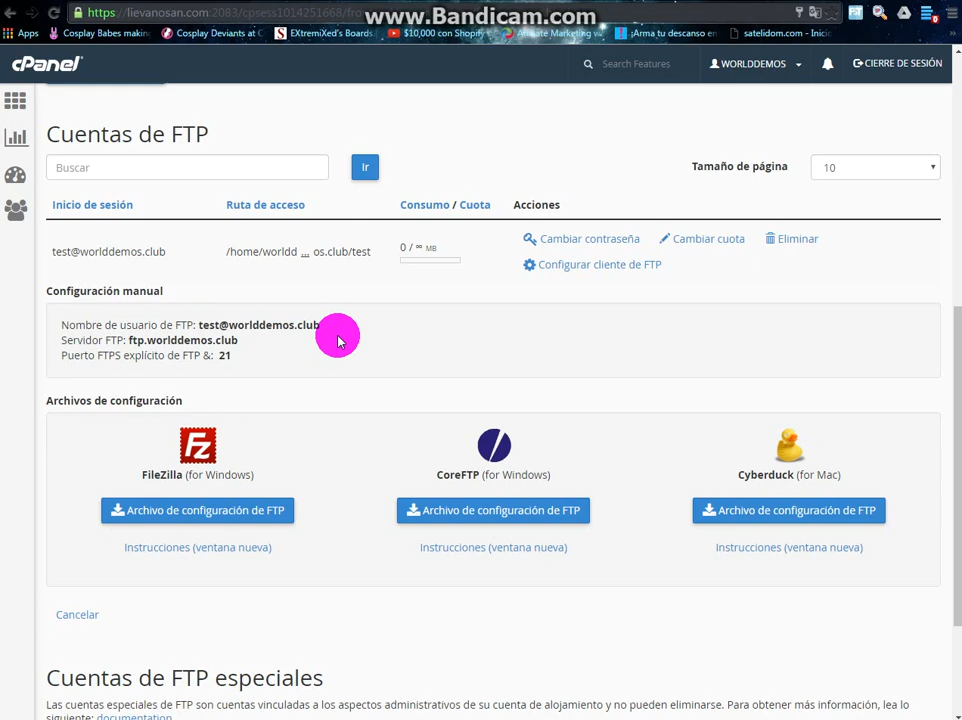 https://lievanosan.com:2083/cpsess1014251668/fro
www.Bandicam.com
Apps
Cosplay Babes making
Cosplay Deviants at C
EXtremiXed's Boards
$10,000 con Shopify
Affiliate Marketing
¡Arma tu descanso en
satelidom.com - Inicio
cPanel
Search Features
WORLDDEMOS
CIERRE DE SESIÓN
Cuentas de FTP
Buscar
Ir
Tamaño de página
10
Inicio de sesión
Ruta de acceso
Consumo / Cuota
Acciones
test@worlddemos.club
/home/worldd ... os.club/test
0 / ∞ MB
Cambiar contraseña
Cambiar cuota
Eliminar
Configurar cliente de FTP
Configuración manual
Nombre de usuario de FTP: test@worlddemos.club
Servidor FTP: ftp.worlddemos.club
Puerto FTPS explícito de FTP &: 21
Archivos de configuración
Fz
FileZilla (for Windows)
CoreFTP (for Windows)
Cyberduck (for Mac)
Archivo de configuración de FTP
Archivo de configuración de FTP
Archivo de configuración de FTP
Instrucciones (ventana nueva)
Instrucciones (ventana nueva)
Instrucciones (ventana nueva)
Cancelar
Cuentas de FTP especiales
Las cuentas especiales de FTP son cuentas vinculadas a los aspectos administrativos de su cuenta de alojamiento y no pueden eliminarse. Para obtener más información, lea lo
siguiente: documentation